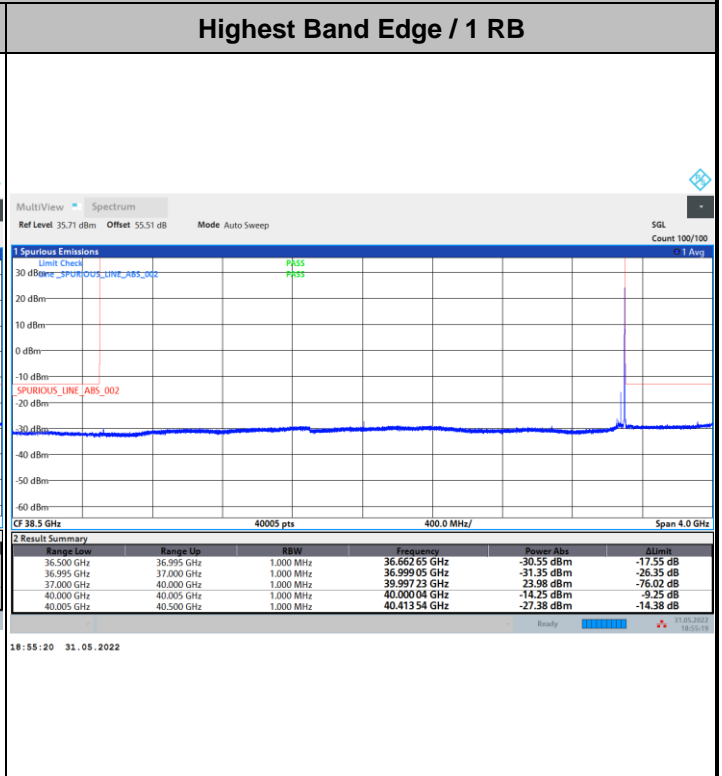 Highest Band Edge / 1 RB
MultiView Spectrum
Ref Level 35.71 dBm Offset 55.51 dB Mode Auto Sweep SGL
Count 100/100
1 Spurious Emissions 1 Avg
Limit Check PASS
30 dBm Line _SPURIOUS_LINE_ABS_002 PASS
20 dBm
10 dBm
0 dBm
-10 dBm
_SPURIOUS_LINE_ABS_002
-20 dBm
-30 dBm
-40 dBm
-50 dBm
-60 dBm
CF 38.5 GHz 40005 pts 400.0 MHz/ Span 4.0 GHz
2 Result Summary
Range Low Range Up RBW Frequency Power Abs ΔLimit
36.500 GHz 36.995 GHz 1.000 MHz 36.662 65 GHz -30.55 dBm -17.55 dB
36.995 GHz 37.000 GHz 1.000 MHz 36.999 05 GHz -31.35 dBm -26.35 dB
37.000 GHz 40.000 GHz 1.000 MHz 39.997 23 GHz 23.98 dBm -76.02 dB
40.000 GHz 40.005 GHz 1.000 MHz 40.000 04 GHz -14.25 dBm -9.25 dB
40.005 GHz 40.500 GHz 1.000 MHz 40.413 54 GHz -27.38 dBm -14.38 dB
Ready 31.05.2022
18:55:19
18:55:20 31.05.2022